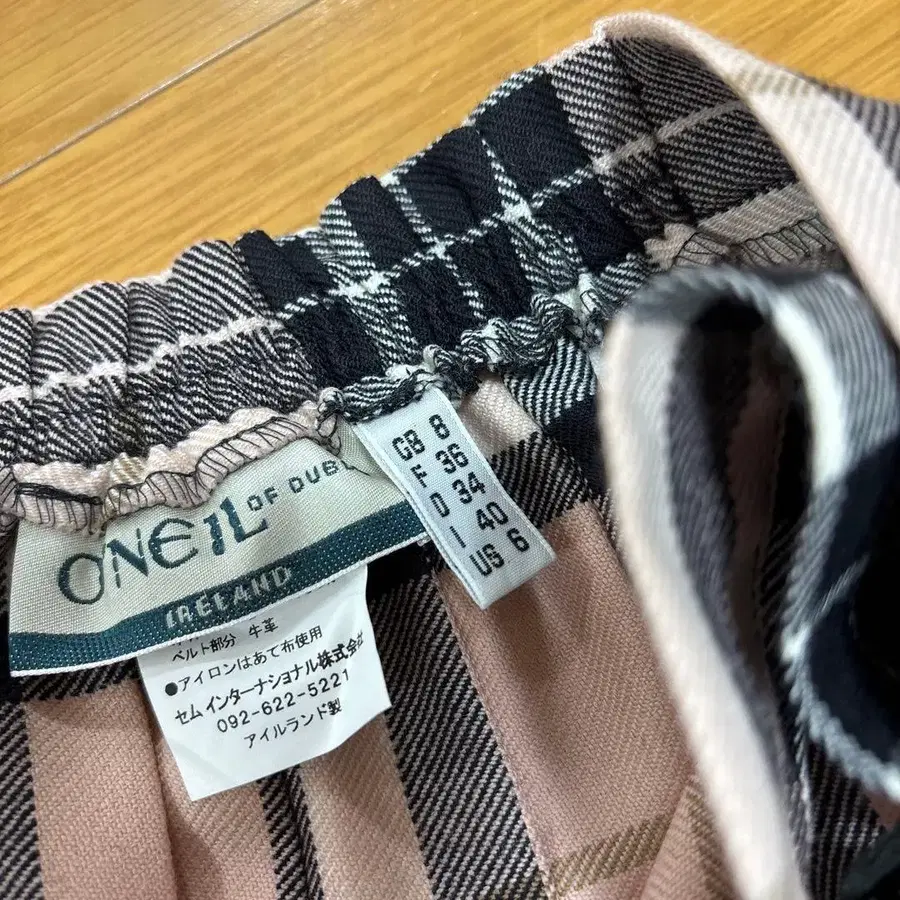 O'NEIL OF DUBL
IRELAND
GB 8
F 36
D 34
I 40
US 6
ベルト部分 牛革
●アイロンはあて布使用
セムインターナショナル株式会社
092-622-5221
アイルランド製